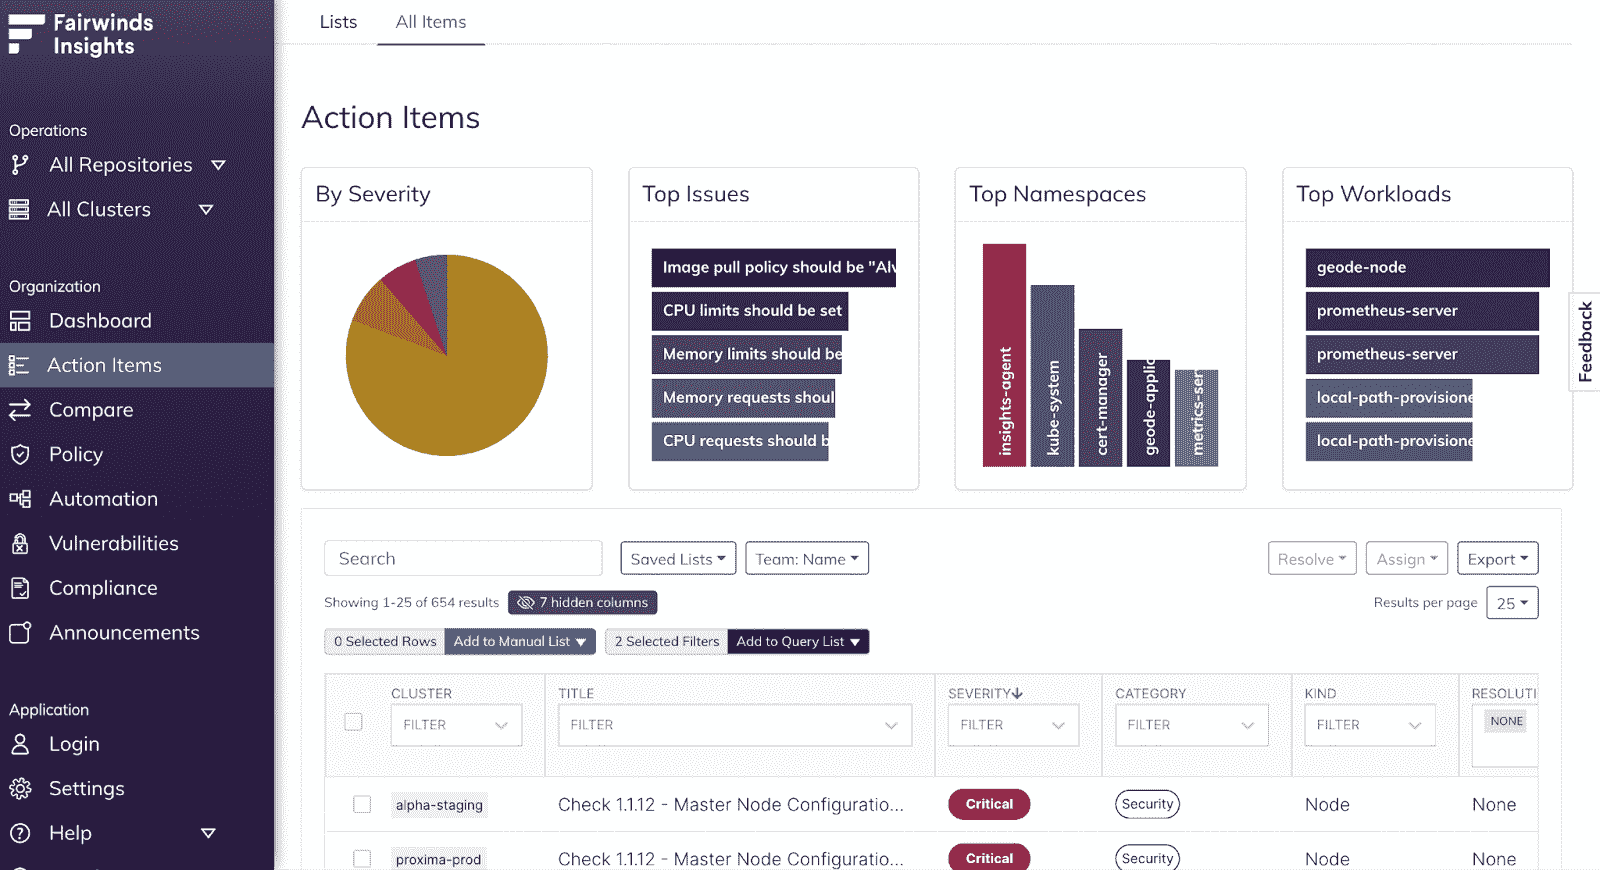 Fairwinds
Insights
Operations
All Repositories
All Clusters
Organization
Dashboard
Action Items
Compare
Policy
Automation
Vulnerabilities
Compliance
Announcements
Application
Login
Settings
Help
Lists
All Items
Action Items
By Severity
Top Issues
Image pull policy should be "Alw
CPU limits should be set
Memory limits should be
Memory requests shoul
CPU requests should b
Top Namespaces
insights-agent
kube-system
cert-manager
geode-applic
metrics-ser
Top Workloads
geode-node
prometheus-server
prometheus-server
local-path-provisione
local-path-provisione
Feedback
Search
Saved Lists
Team: Name
Resolve
Assign
Export
Showing 1-25 of 654 results
7 hidden columns
Results per page
25
0 Selected Rows
Add to Manual List
2 Selected Filters
Add to Query List
CLUSTER
TITLE
SEVERITY
CATEGORY
KIND
RESOLUTI
FILTER
FILTER
FILTER
FILTER
FILTER
NONE
alpha-staging
Check 1.1.12 - Master Node Configuratio...
Critical
Security
Node
None
proxima-prod
Check 1.1.12 - Master Node Configuratio...
Critical
Security
Node
None